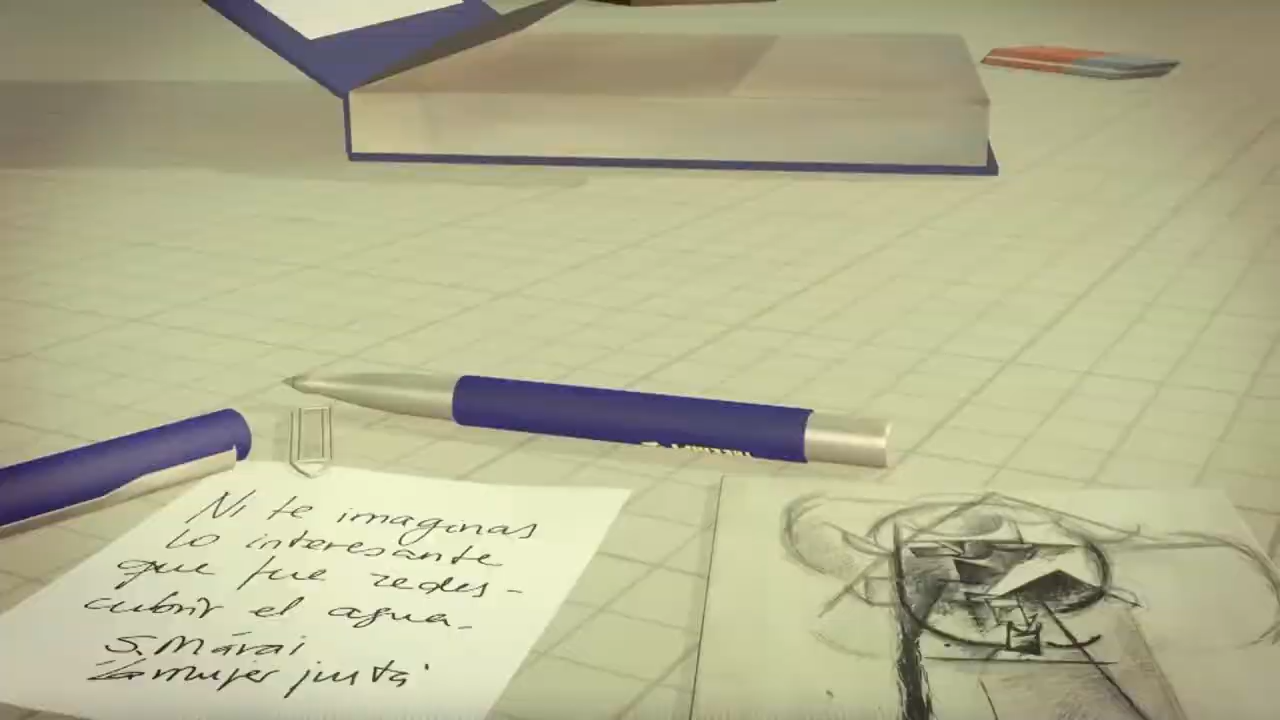 Ni te imaginas
lo interesante
que fue redes-
cubrir el agua.
S. Márai
"La mujer justa"